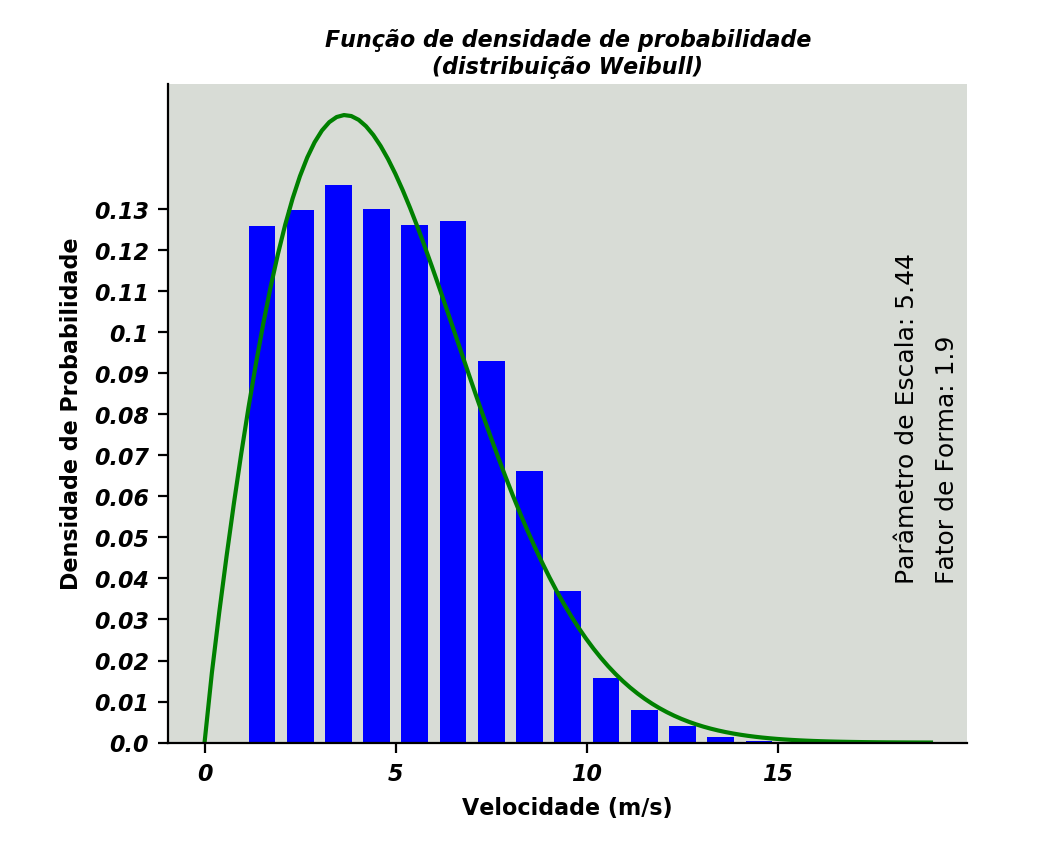 Função de densidade de probabilidade
(distribuição Weibull)
Densidade de Probabilidade
0.13
0.12
0.11
0.1
0.09
0.08
0.07
0.06
0.05
0.04
0.03
0.02
0.01
0.0
0 5 10 15
Velocidade (m/s)
Parâmetro de Escala: 5.44
Fator de Forma: 1.9